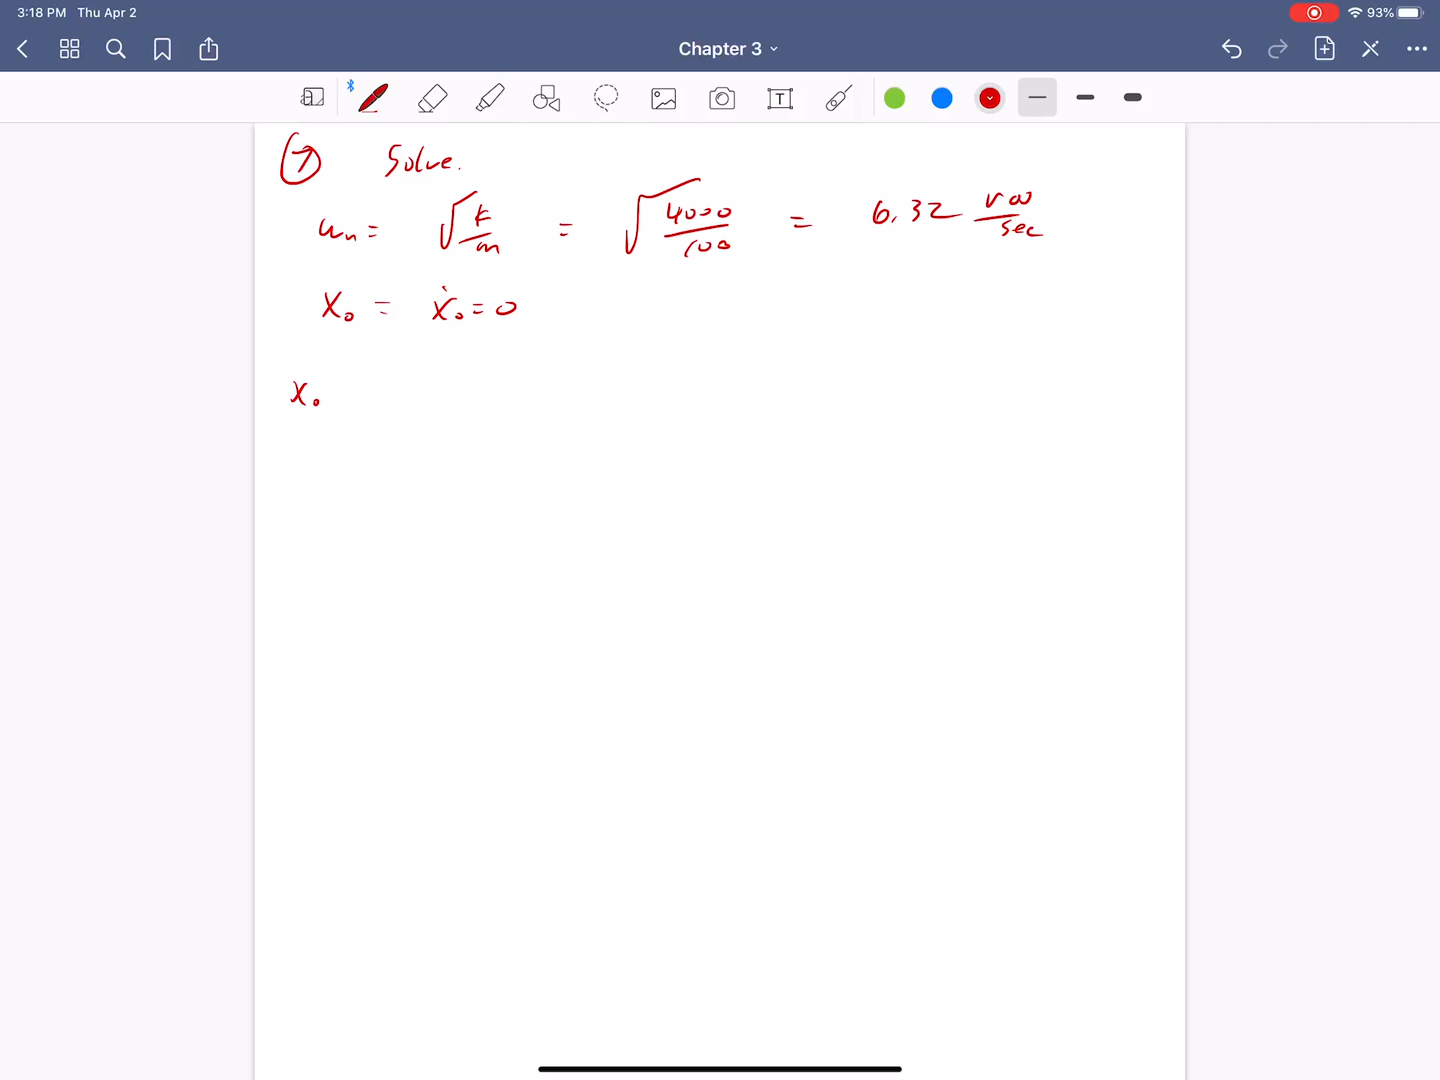 3:18 PM Thu Apr 2 93%
Chapter 3
T
⑦ Solve.
ωn = √(k/m) = √(4000/100) = 6.32 rad/sec
x₀ = ẋ₀ = 0
x₀